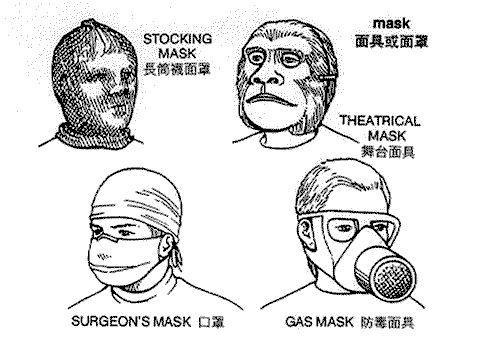 mask
面具或面罩
STOCKING
MASK
長筒襪面罩
THEATRICAL
MASK
舞台面具
SURGEON'S MASK 口罩
GAS MASK 防毒面具